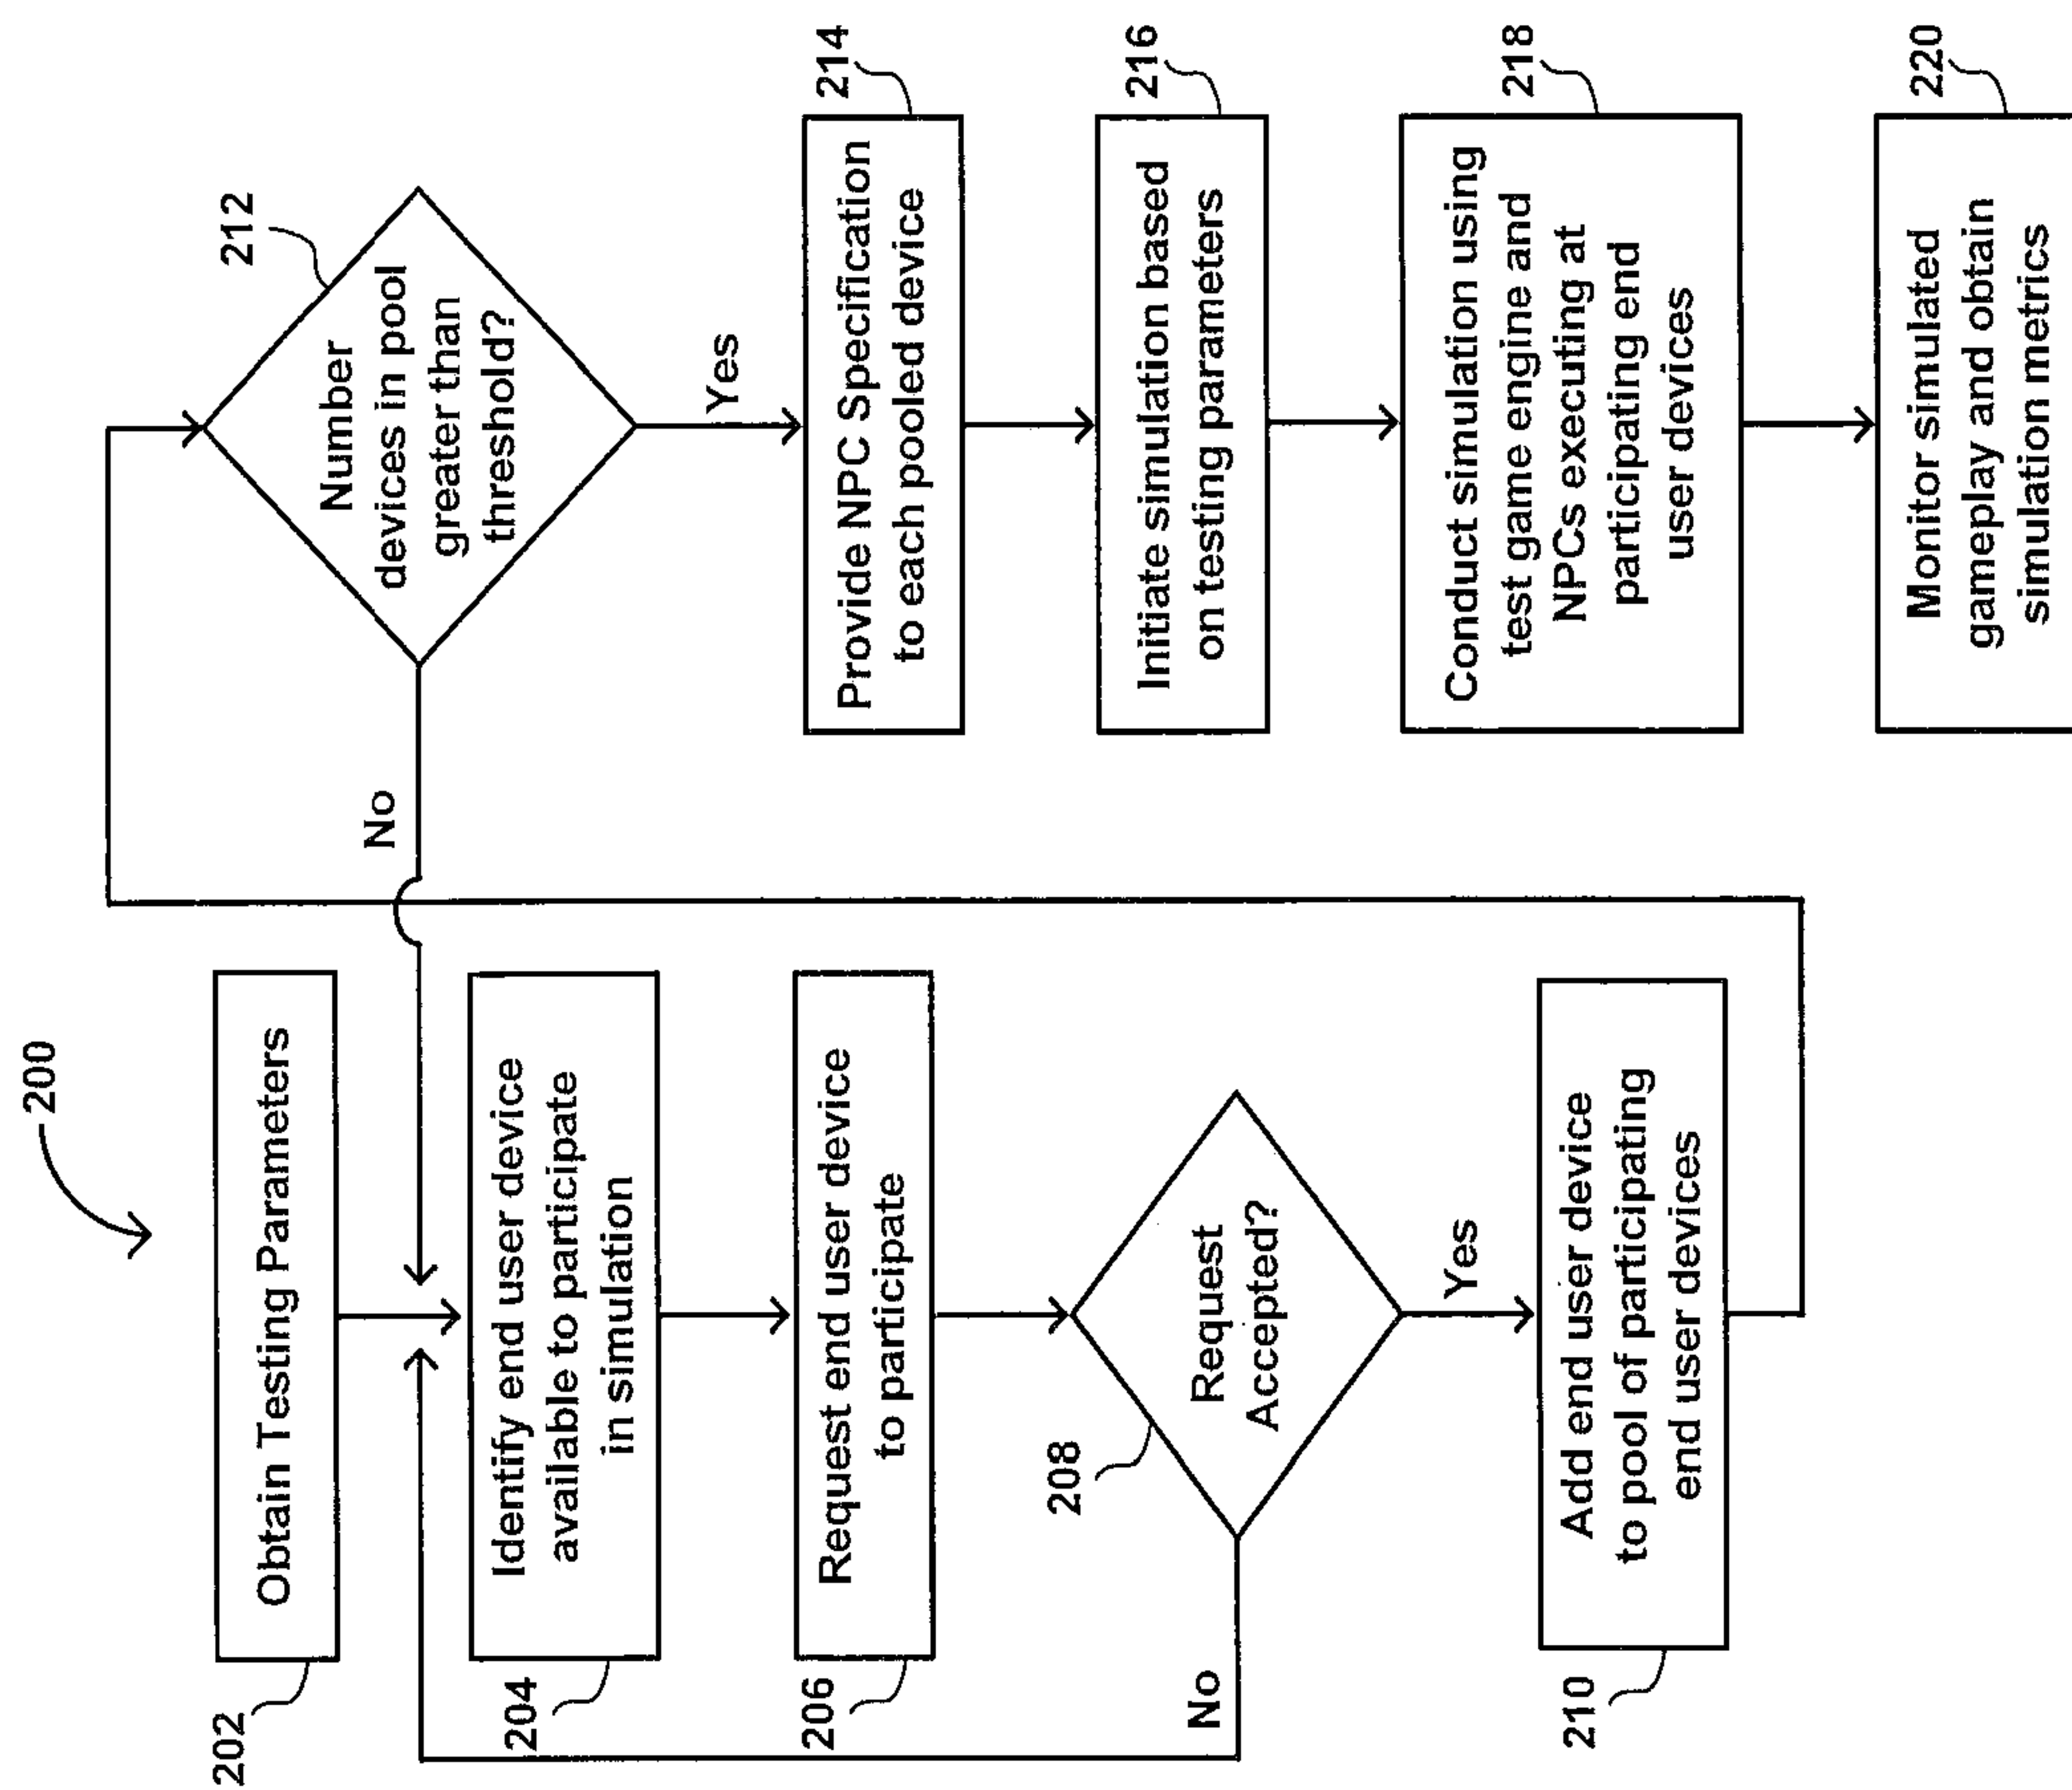 200
202
Obtain Testing Parameters
204
Identify end user device
available to participate
in simulation
206
Request end user device
to participate
208
Request
Accepted?
No
Yes
210
Add end user device
to pool of participating
end user devices
212
Number
devices in pool
greater than
threshold?
No
Yes
214
Provide NPC Specification
to each pooled device
216
Initiate simulation based
on testing parameters
218
Conduct simulation using
test game engine and
NPCs executing at
participating end
user devices
220
Monitor simulated
gameplay and obtain
simulation metrics